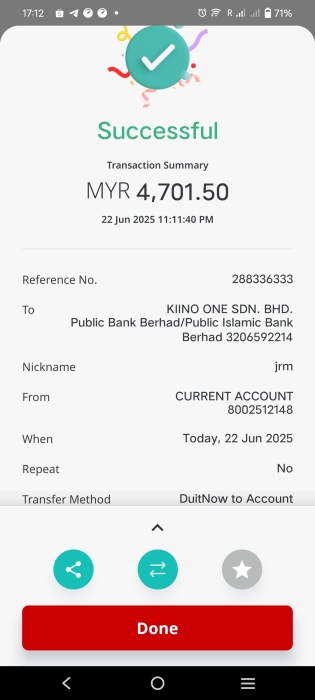 17:12
R
71%
Successful
Transaction Summary
MYR 4,701.50
22 Jun 2025 11:11:40 PM
Reference No. 288336333
To KIINO ONE SDN. BHD.
Public Bank Berhad/Public Islamic Bank
Berhad 3206592214
Nickname jrm
From CURRENT ACCOUNT
8002512148
When Today, 22 Jun 2025
Repeat No
Transfer Method DuitNow to Account
Done